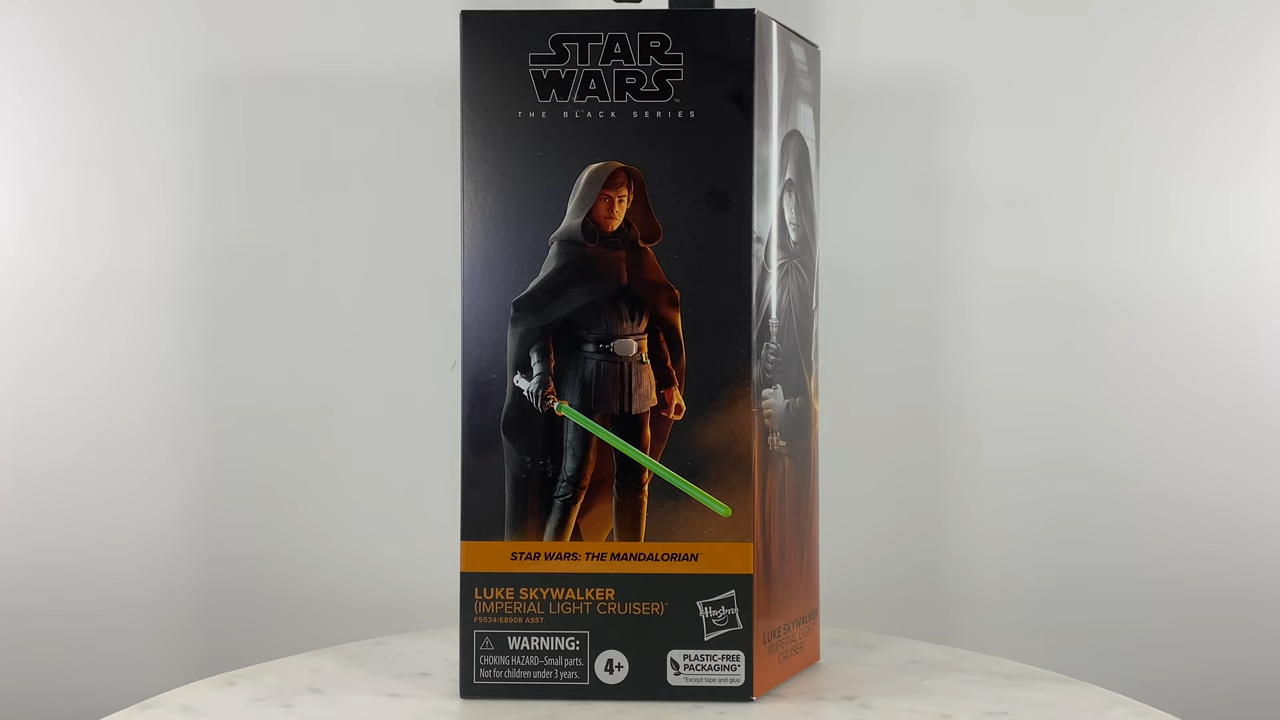 STAR
WARS
THE BLACK SERIES
STAR WARS: THE MANDALORIAN™
LUKE SKYWALKER
(IMPERIAL LIGHT CRUISER)™
F5534/E8908 ASST.
⚠ WARNING:
CHOKING HAZARD–Small parts.
Not for children under 3 years.
4+
Hasbro
PLASTIC-FREE
PACKAGING*
*Except tape and glue
LUKE SKYWALKER
(IMPERIAL LIGHT
CRUISER)